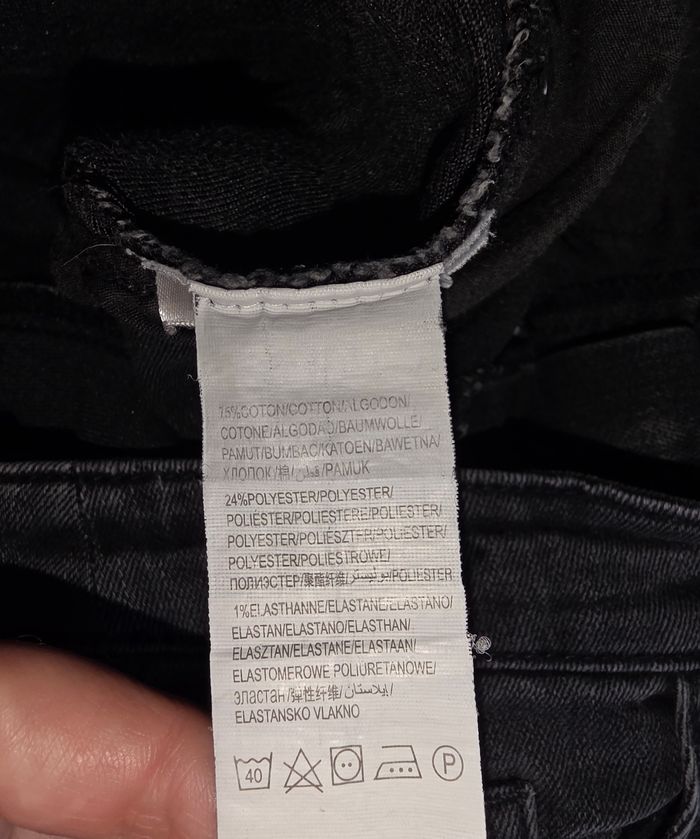 75%COTON/COTTON/ALGODON/
COTONE/ALGODAO/BAUMWOLLE/
PAMUT/BUMBAC/KATOEN/BAWEŁNA/
ХЛОПОК/棉/قطن/PAMUK
24%POLYESTER/POLYESTER/
POLIÉSTER/POLIESTERE/POLIESTER/
POLYESTER/POLIÉSZTER/POLIESTER/
POLYESTER/POLIESTROWE/
ПОЛИЭСТЕР/聚酯纤维/بوليستر/POLIESTER
1%ELASTHANNE/ELASTANE/ELASTANO/
ELASTAN/ELASTANO/ELASTHAN/
ELASZTAN/ELASTANE/ELASTAAN/
ELASTOMEROWE POLIURETANOWE/
эластан/弹性纤维/إيلاستان/
ELASTANSKO VLAKNO
40 P